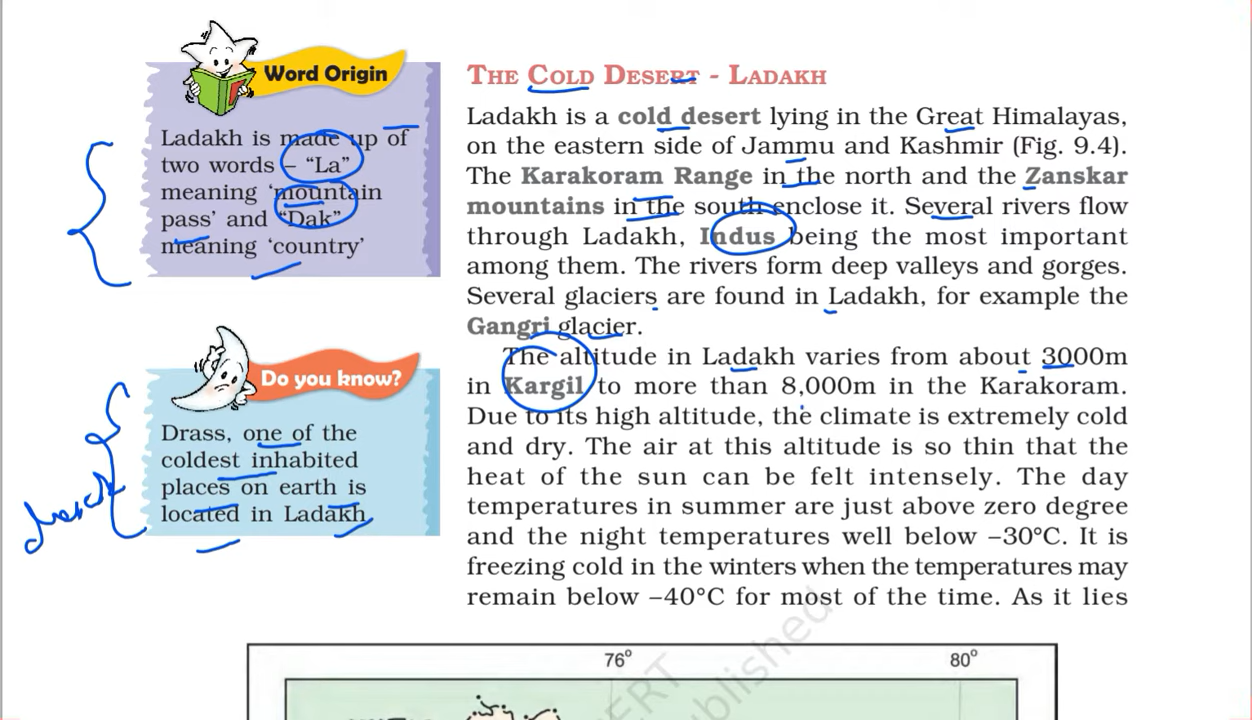 Word Origin
Ladakh is made up of
two words – “La”
meaning ‘mountain
pass’ and “Dak”
meaning ‘country’
Do you know?
Drass, one of the
coldest inhabited
places on earth is
located in Ladakh
THE COLD DESERT - LADAKH
Ladakh is a cold desert lying in the Great Himalayas,
on the eastern side of Jammu and Kashmir (Fig. 9.4).
The Karakoram Range in the north and the Zanskar
mountains in the south enclose it. Several rivers flow
through Ladakh, Indus being the most important
among them. The rivers form deep valleys and gorges.
Several glaciers are found in Ladakh, for example the
Gangri glacier.
The altitude in Ladakh varies from about 3000m
in Kargil to more than 8,000m in the Karakoram.
Due to its high altitude, the climate is extremely cold
and dry. The air at this altitude is so thin that the
heat of the sun can be felt intensely. The day
temperatures in summer are just above zero degree
and the night temperatures well below –30°C. It is
freezing cold in the winters when the temperatures may
remain below –40°C for most of the time. As it lies
76° 80°